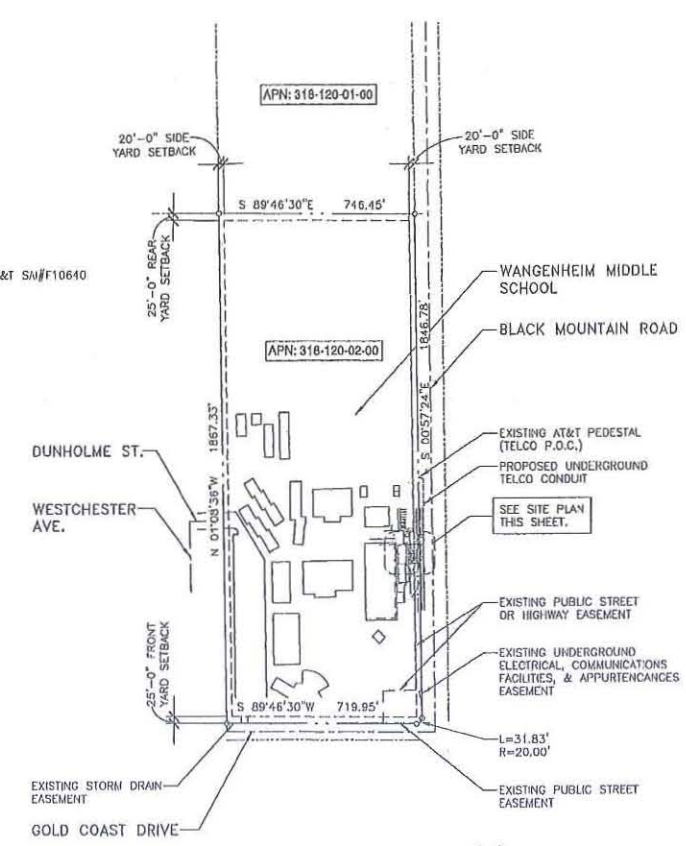 APN: 318-120-01-00
20'-0" SIDE
YARD SETBACK
20'-0" SIDE
YARD SETBACK
S 89°46'30"E 746.45'
25'-0" REAR
YARD SETBACK
&T SN#F10640
WANGENHEIM MIDDLE
SCHOOL
1846.78'
BLACK MOUNTAIN ROAD
APN: 318-120-02-00
S 00°57'24"E
1867.33'
N 01°08'36"W
DUNHOLME ST.
WESTCHESTER
AVE.
EXISTING AT&T PEDESTAL
(TELCO P.O.C.)
PROPOSED UNDERGROUND
TELCO CONDUIT
SEE SITE PLAN
THIS SHEET.
EXISTING PUBLIC STREET
OR HIGHWAY EASEMENT
EXISTING UNDERGROUND
ELECTRICAL, COMMUNICATIONS
FACILITIES, & APPURTENCANCES
EASEMENT
25'-0" FRONT
YARD SETBACK
S 89°46'30"W 719.95'
L=31.83'
R=20.00'
EXISTING STORM DRAIN
EASEMENT
EXISTING PUBLIC STREET
EASEMENT
GOLD COAST DRIVE